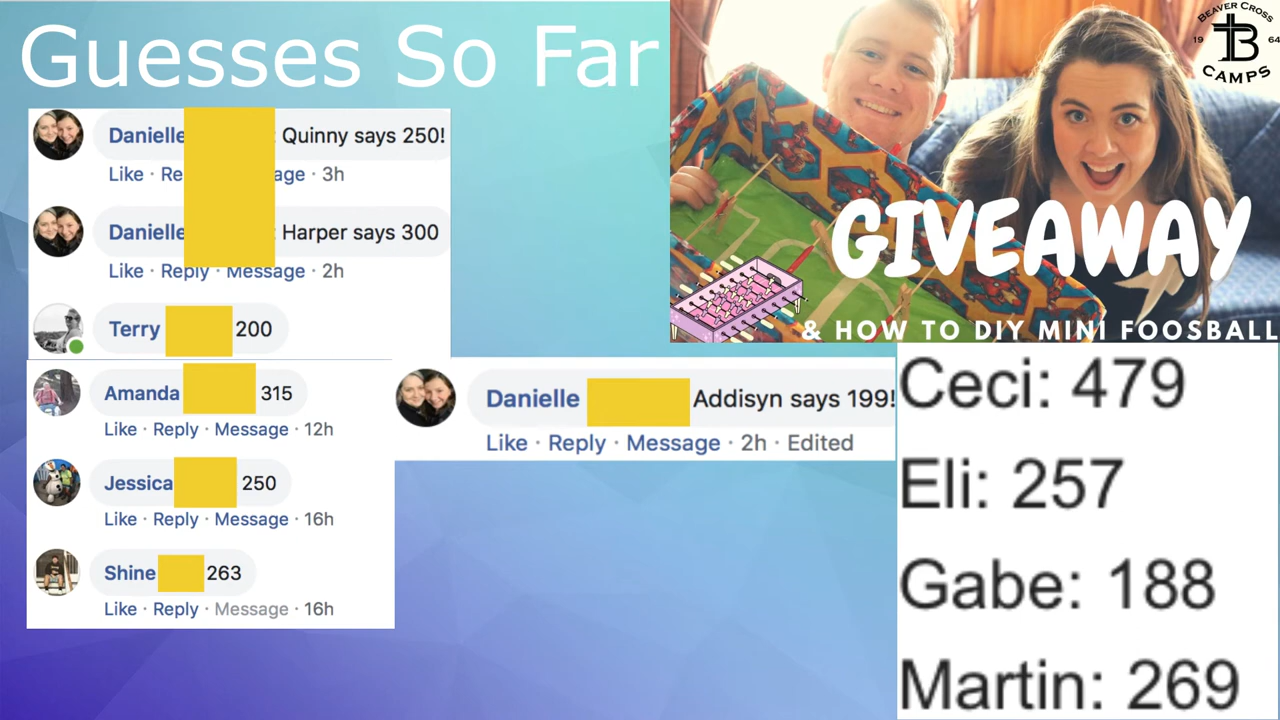 Guesses So Far
Danielle : Quinny says 250!
Like · Re age · 3h
Danielle : Harper says 300
Like · Reply · Message · 2h
Terry 200
Amanda 315
Like · Reply · Message · 12h
Jessica 250
Like · Reply · Message · 16h
Shine 263
Like · Reply · Message · 16h
Danielle Addisyn says 199!
Like · Reply · Message · 2h · Edited
BEAVER CROSS
19 B 64
CAMPS
GIVEAWAY
& HOW TO DIY MINI FOOSBALL
Ceci: 479
Eli: 257
Gabe: 188
Martin: 269